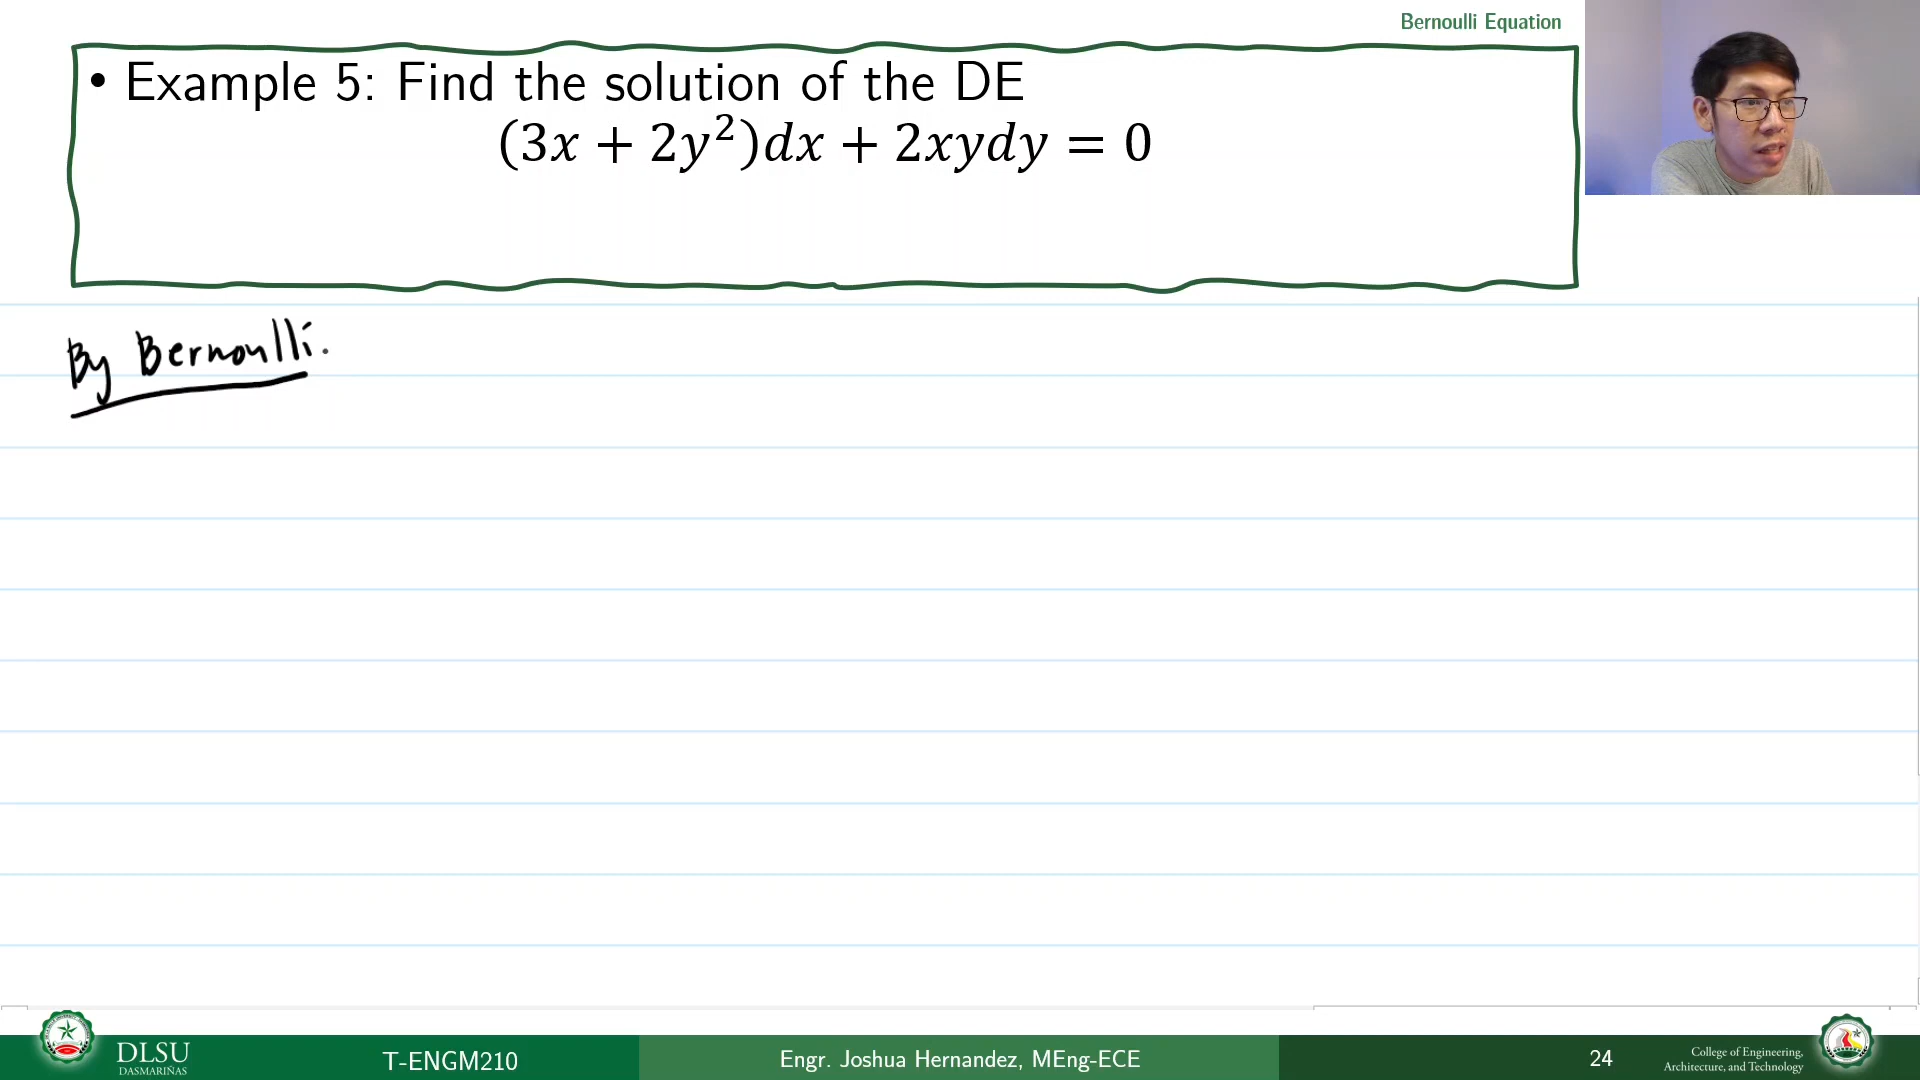 Bernoulli Equation
• Example 5: Find the solution of the DE
(3x + 2y²)dx + 2xydy = 0
By Bernoulli.
DLSU
DASMARIÑAS
T-ENGM210
Engr. Joshua Hernandez, MEng-ECE
24
College of Engineering,
Architecture, and Technology